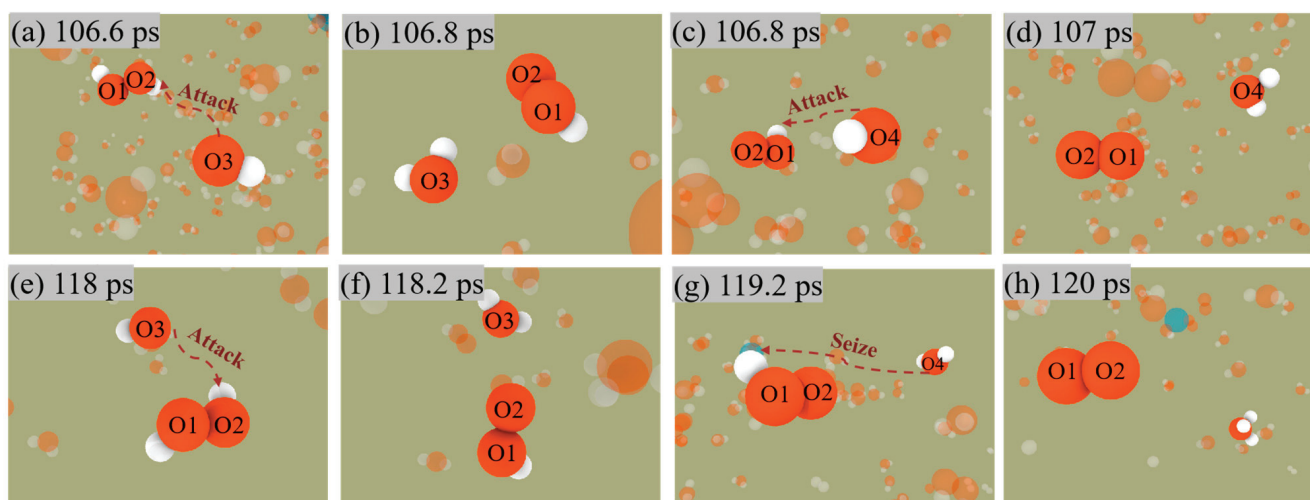 (a) 106.6 ps
O1 O2
Attack
O3
(b) 106.8 ps
O2
O1
O3
(c) 106.8 ps
Attack
O2 O1
O4
(d) 107 ps
O4
O2 O1
(e) 118 ps
O3
Attack
O1 O2
(f) 118.2 ps
O3
O2
O1
(g) 119.2 ps
Seize
O4
O1 O2
(h) 120 ps
O1 O2